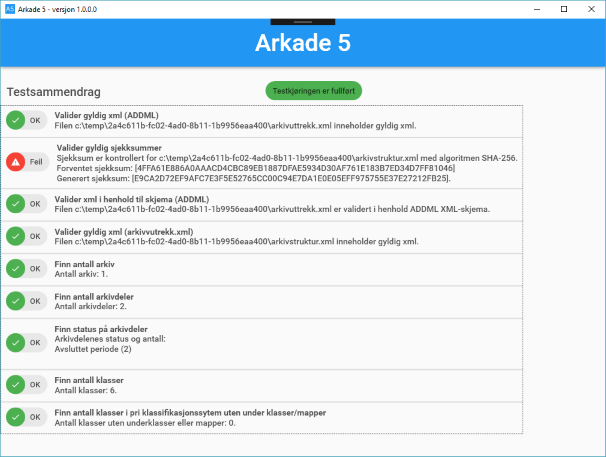 A5 Arkade 5 - versjon 1.0.0.0
Arkade 5
Testsammendrag
Testkjøringen er fullført
OK
Valider gyldig xml (ADDML)
Filen c:\temp\2a4c611b-fc02-4ad0-8b11-1b9956eaa400\arkivuttrekk.xml inneholder gyldig xml.
Feil
Valider gyldig sjekksummer
Sjekksum er kontrollert for c:\temp\2a4c611b-fc02-4ad0-8b11-1b9956eaa400\arkivstruktur.xml med algoritmen SHA-256.
Forventet sjekksum: [4FFA61E886A0AAACD4CBC89EB1887DFAE5934D30AF761E183B7ED34D7FF81046]
Generert sjekksum: [E9CA2D72EF9AFC7E3F5E52765CC00C94E7DA1E0E05EFF975755E37E27212FB25].
OK
Valider xml i henhold til skjema (ADDML)
Filen c:\temp\2a4c611b-fc02-4ad0-8b11-1b9956eaa400\arkivuttrekk.xml er validert i henhold ADDML XML-skjema.
OK
Valider gyldig xml (arkivvutrekk.xml)
Filen c:\temp\2a4c611b-fc02-4ad0-8b11-1b9956eaa400\arkivstruktur.xml inneholder gyldig xml.
OK
Finn antall arkiv
Antall arkiv: 1.
OK
Finn antall arkivdeler
Antall arkivdeler: 2.
OK
Finn status på arkivdeler
Arkivdelenes status og antall:
Avsluttet periode (2)
OK
Finn antall klasser
Antall klasser: 6.
OK
Finn antall klasser i pri klassifikasjonssytem uten under klasser/mapper
Antall klasser uten underklasser eller mapper: 0.